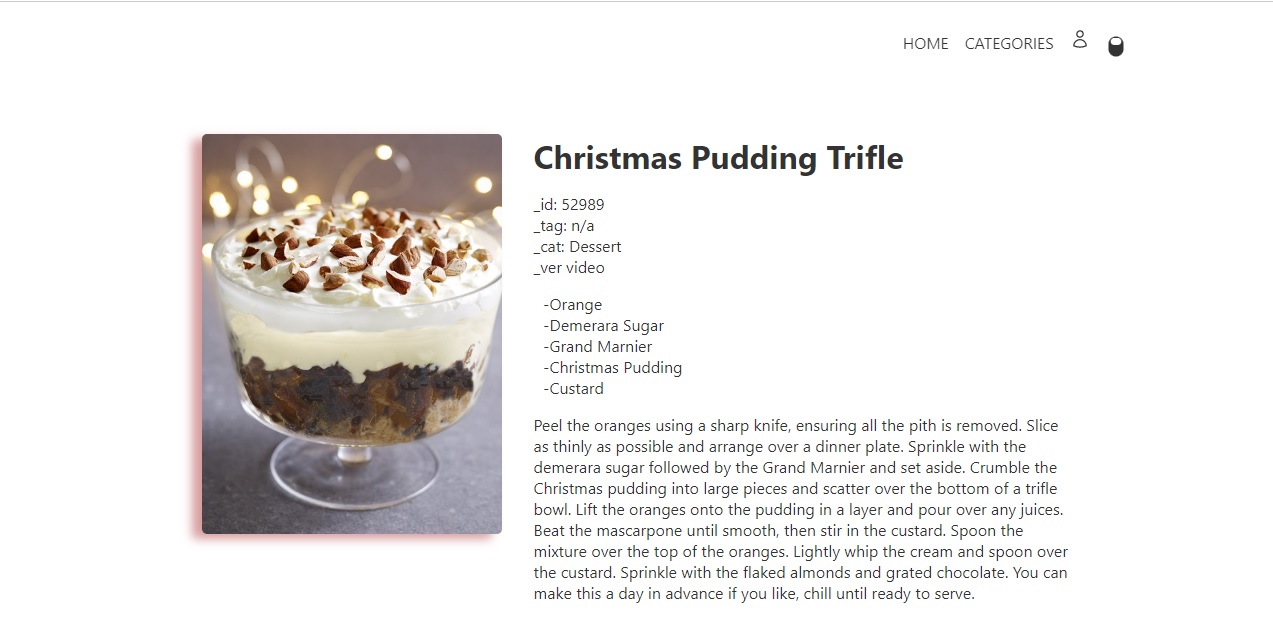 HOME CATEGORIES
Christmas Pudding Trifle
_id: 52989
_tag: n/a
_cat: Dessert
_ver video
-Orange
-Demerara Sugar
-Grand Marnier
-Christmas Pudding
-Custard
Peel the oranges using a sharp knife, ensuring all the pith is removed. Slice
as thinly as possible and arrange over a dinner plate. Sprinkle with the
demerara sugar followed by the Grand Marnier and set aside. Crumble the
Christmas pudding into large pieces and scatter over the bottom of a trifle
bowl. Lift the oranges onto the pudding in a layer and pour over any juices.
Beat the mascarpone until smooth, then stir in the custard. Spoon the
mixture over the top of the oranges. Lightly whip the cream and spoon over
the custard. Sprinkle with the flaked almonds and grated chocolate. You can
make this a day in advance if you like, chill until ready to serve.